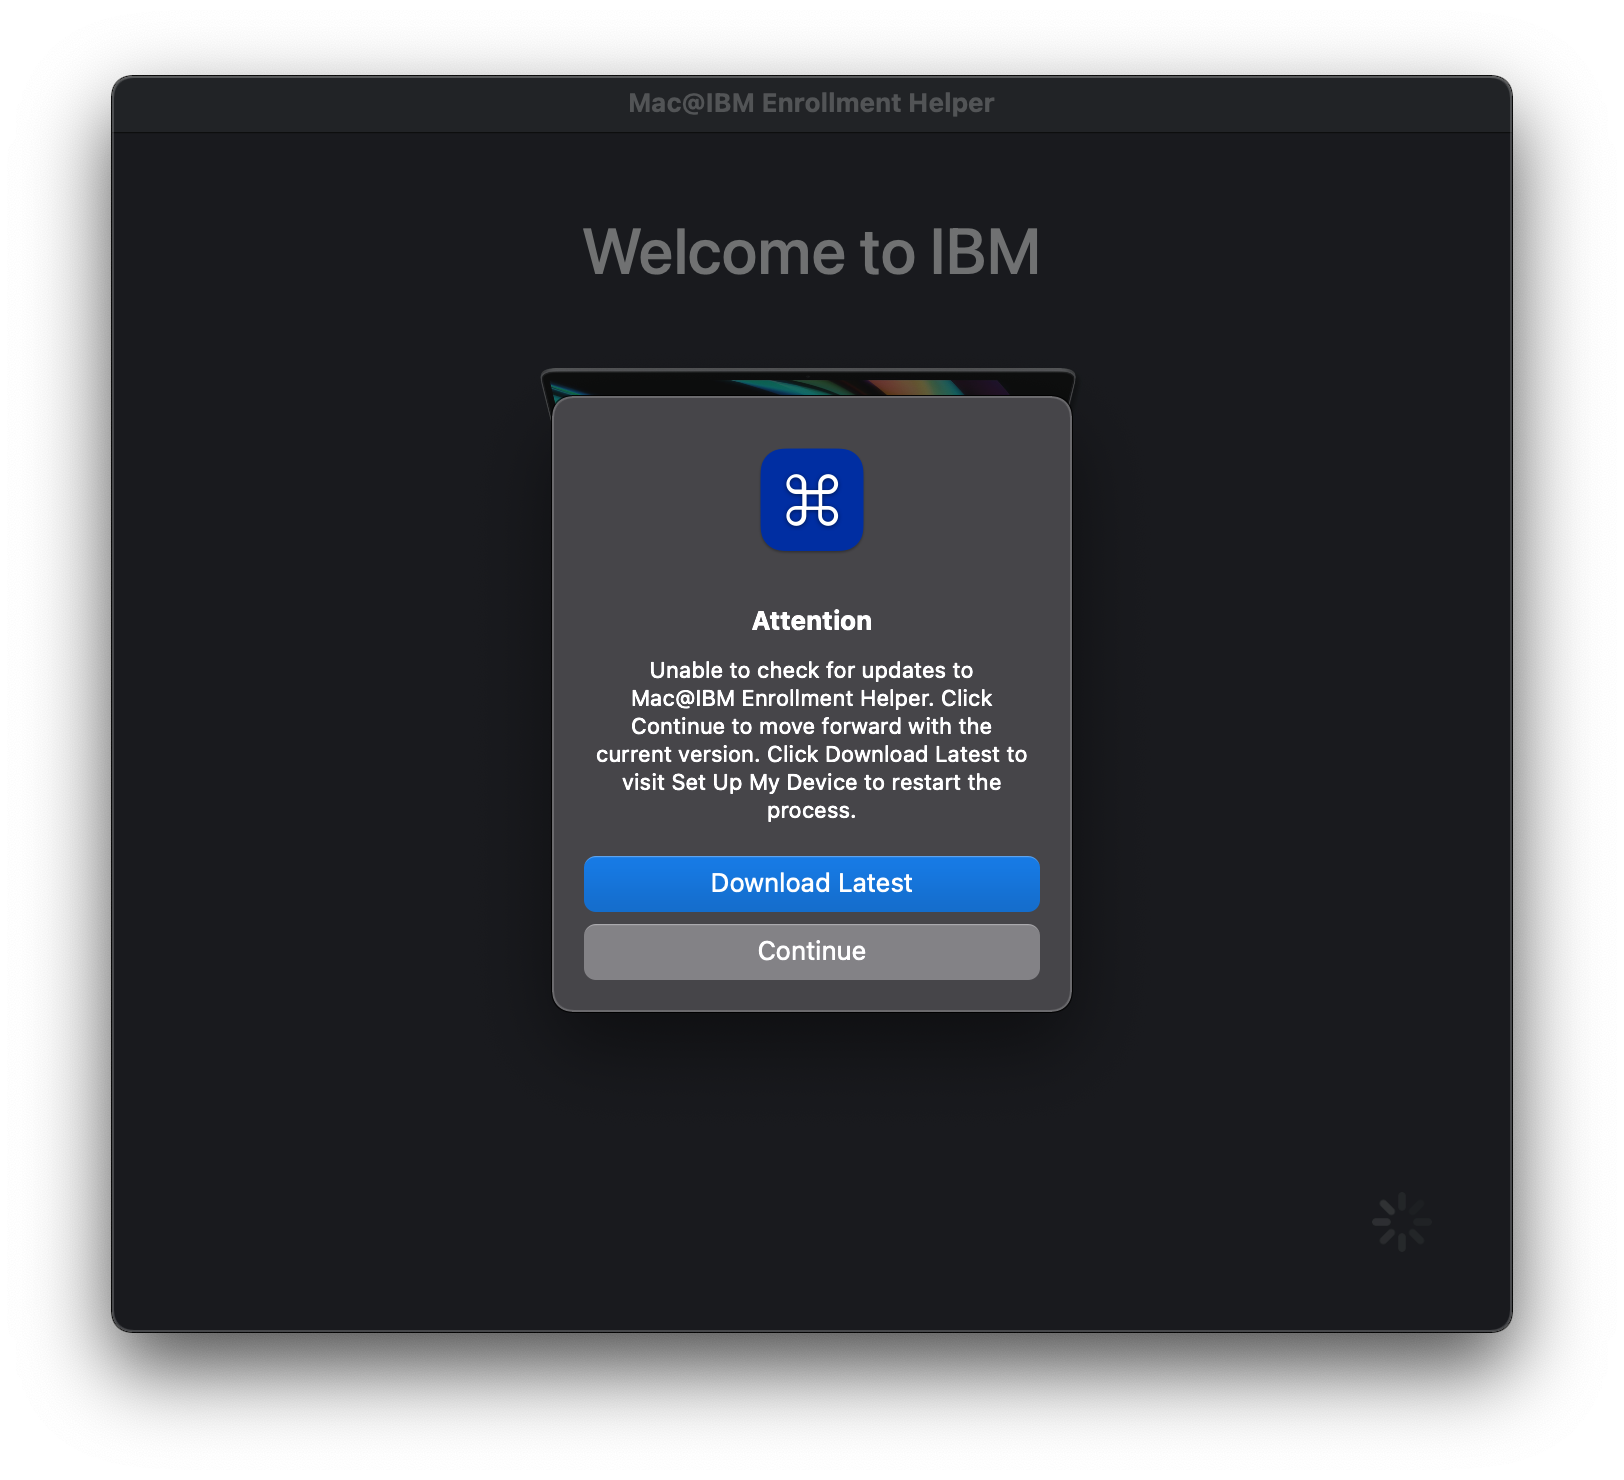 Mac@IBM Enrollment Helper
Welcome to IBM
Attention
Unable to check for updates to
Mac@IBM Enrollment Helper. Click
Continue to move forward with the
current version. Click Download Latest to
visit Set Up My Device to restart the
process.
Download Latest
Continue